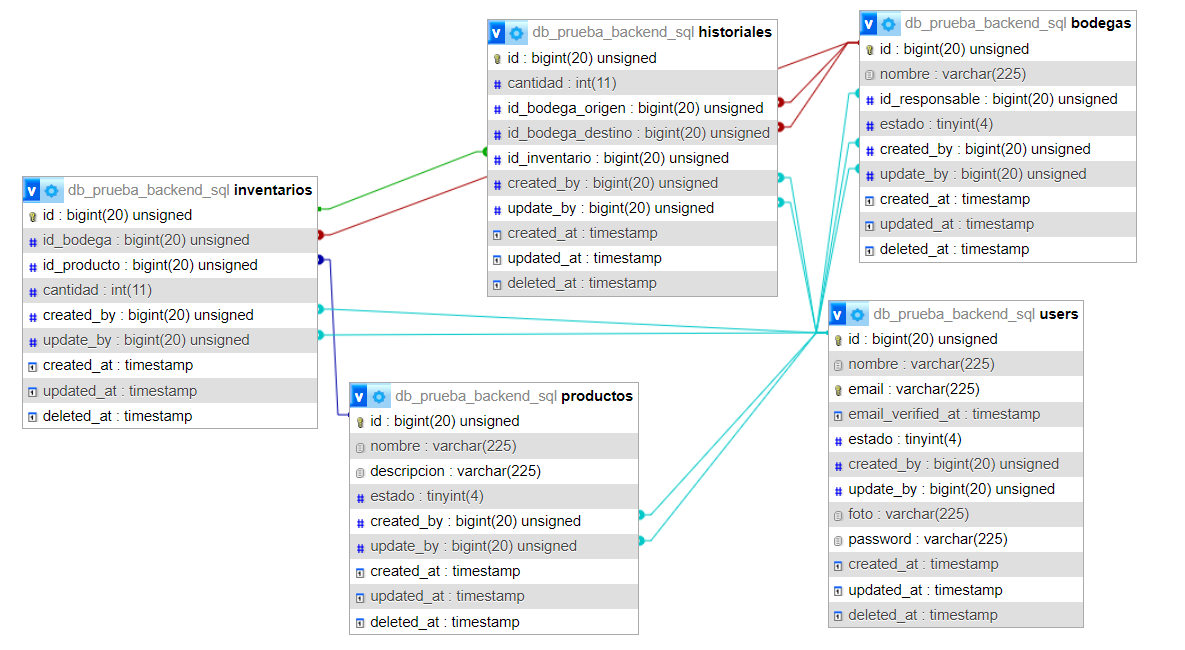 db_prueba_backend_sql historiales
id : bigint(20) unsigned
cantidad : int(11)
id_bodega_origen : bigint(20) unsigned
id_bodega_destino : bigint(20) unsigned
id_inventario : bigint(20) unsigned
created_by : bigint(20) unsigned
update_by : bigint(20) unsigned
created_at : timestamp
updated_at : timestamp
deleted_at : timestamp
db_prueba_backend_sql bodegas
id : bigint(20) unsigned
nombre : varchar(225)
id_responsable : bigint(20) unsigned
estado : tinyint(4)
created_by : bigint(20) unsigned
update_by : bigint(20) unsigned
created_at : timestamp
updated_at : timestamp
deleted_at : timestamp
db_prueba_backend_sql inventarios
id : bigint(20) unsigned
id_bodega : bigint(20) unsigned
id_producto : bigint(20) unsigned
cantidad : int(11)
created_by : bigint(20) unsigned
update_by : bigint(20) unsigned
created_at : timestamp
updated_at : timestamp
deleted_at : timestamp
db_prueba_backend_sql productos
id : bigint(20) unsigned
nombre : varchar(225)
descripcion : varchar(225)
estado : tinyint(4)
created_by : bigint(20) unsigned
update_by : bigint(20) unsigned
created_at : timestamp
updated_at : timestamp
deleted_at : timestamp
db_prueba_backend_sql users
id : bigint(20) unsigned
nombre : varchar(225)
email : varchar(225)
email_verified_at : timestamp
estado : tinyint(4)
created_by : bigint(20) unsigned
update_by : bigint(20) unsigned
foto : varchar(225)
password : varchar(225)
created_at : timestamp
updated_at : timestamp
deleted_at : timestamp